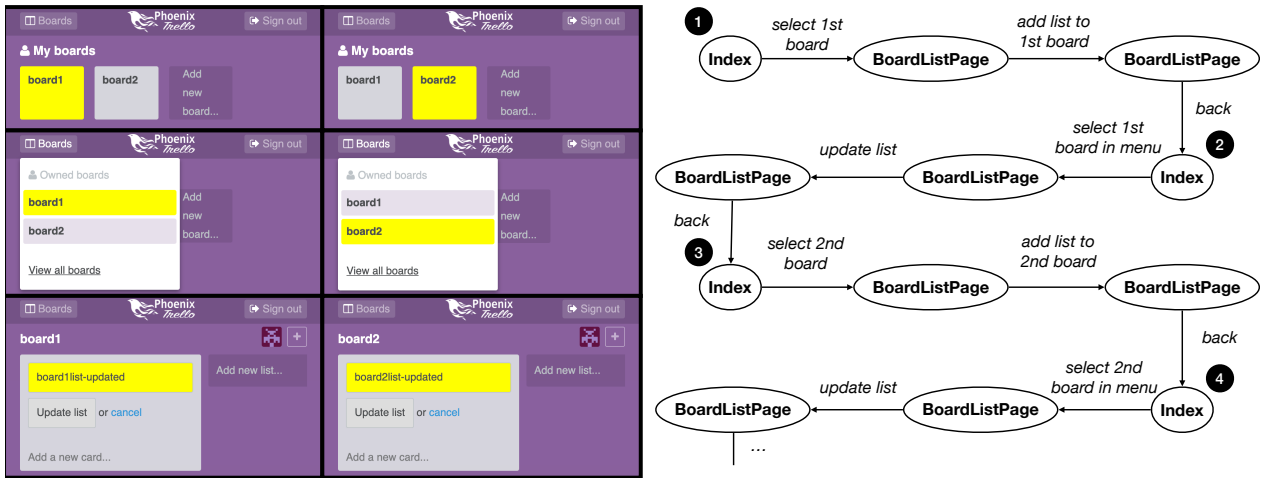 Boards
Phoenix
Trello
Sign out
My boards
board1
board2
Add
new
board...
Boards
Phoenix
Trello
Sign out
My boards
board1
board2
Add
new
board...
Boards
Phoenix
Trello
Sign out
Owned boards
board1
board2
View all boards
Add
new
board...
Boards
Phoenix
Trello
Sign out
Owned boards
board1
board2
View all boards
Add
new
board...
Boards
Phoenix
Trello
Sign out
board1
+
board1list-updated
Update list or cancel
Add a new card...
Add new list...
Boards
Phoenix
Trello
Sign out
board2
+
board2list-updated
Update list or cancel
Add a new card...
Add new list...
1
Index
select 1st
board
BoardListPage
add list to
1st board
BoardListPage
back
2
Index
select 1st
board in menu
BoardListPage
update list
BoardListPage
back
3
Index
select 2nd
board
BoardListPage
add list to
2nd board
BoardListPage
back
4
Index
select 2nd
board in menu
BoardListPage
update list
BoardListPage
...